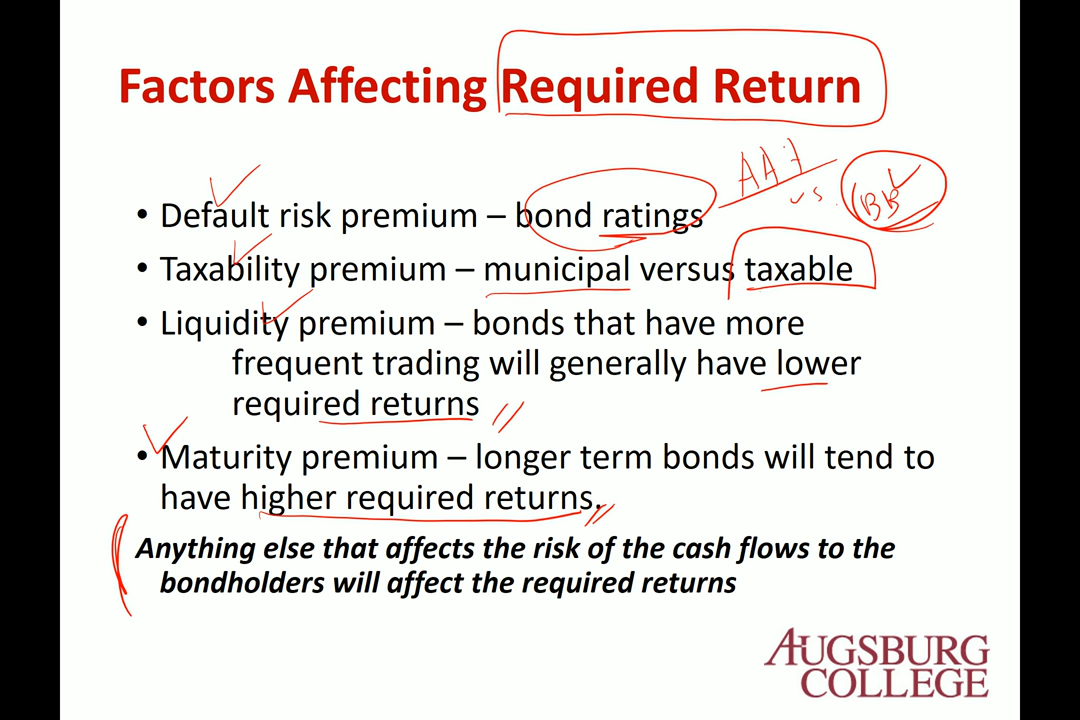 Factors Affecting Required Return
AA+
vs.
BB
• Default risk premium – bond ratings
• Taxability premium – municipal versus taxable
• Liquidity premium – bonds that have more
frequent trading will generally have lower
required returns
• Maturity premium – longer term bonds will tend to
have higher required returns.
Anything else that affects the risk of the cash flows to the
bondholders will affect the required returns
AUGSBURG
COLLEGE